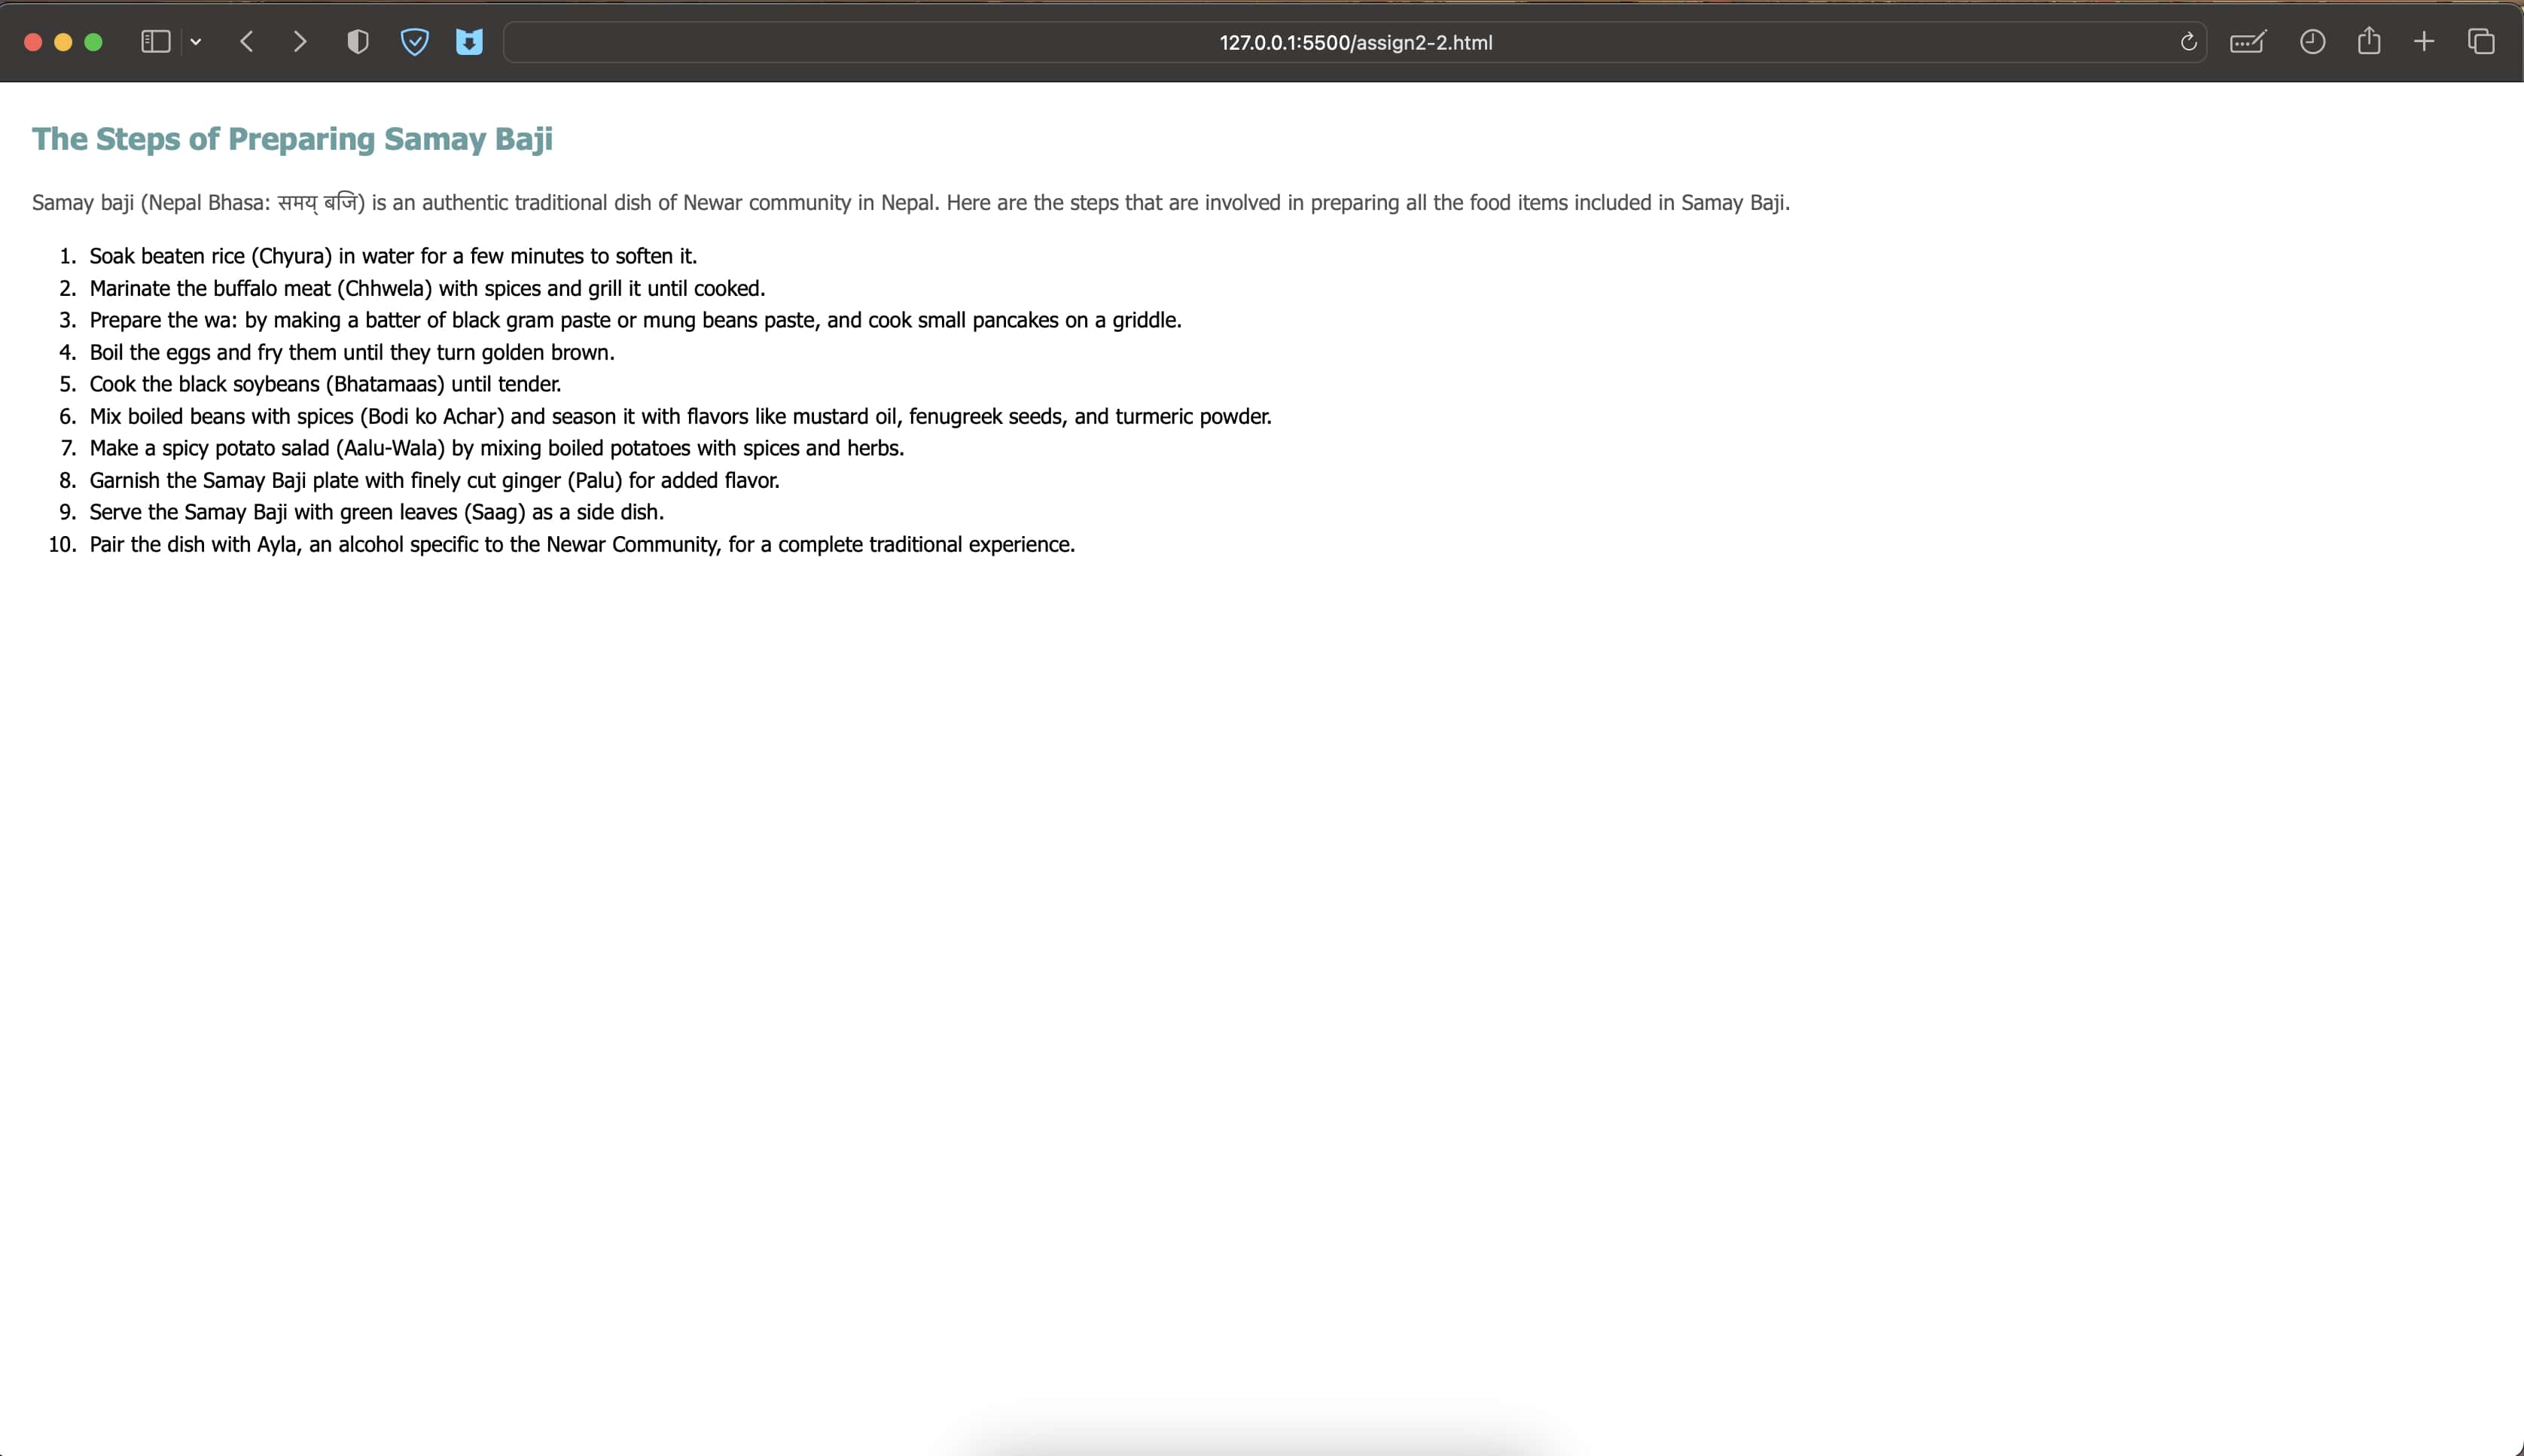 127.0.0.1:5500/assign2-2.html
The Steps of Preparing Samay Baji
Samay baji (Nepal Bhasa: समय् बजि) is an authentic traditional dish of Newar community in Nepal. Here are the steps that are involved in preparing all the food items included in Samay Baji.
1. Soak beaten rice (Chyura) in water for a few minutes to soften it.
2. Marinate the buffalo meat (Chhwela) with spices and grill it until cooked.
3. Prepare the wa: by making a batter of black gram paste or mung beans paste, and cook small pancakes on a griddle.
4. Boil the eggs and fry them until they turn golden brown.
5. Cook the black soybeans (Bhatamaas) until tender.
6. Mix boiled beans with spices (Bodi ko Achar) and season it with flavors like mustard oil, fenugreek seeds, and turmeric powder.
7. Make a spicy potato salad (Aalu-Wala) by mixing boiled potatoes with spices and herbs.
8. Garnish the Samay Baji plate with finely cut ginger (Palu) for added flavor.
9. Serve the Samay Baji with green leaves (Saag) as a side dish.
10. Pair the dish with Ayla, an alcohol specific to the Newar Community, for a complete traditional experience.